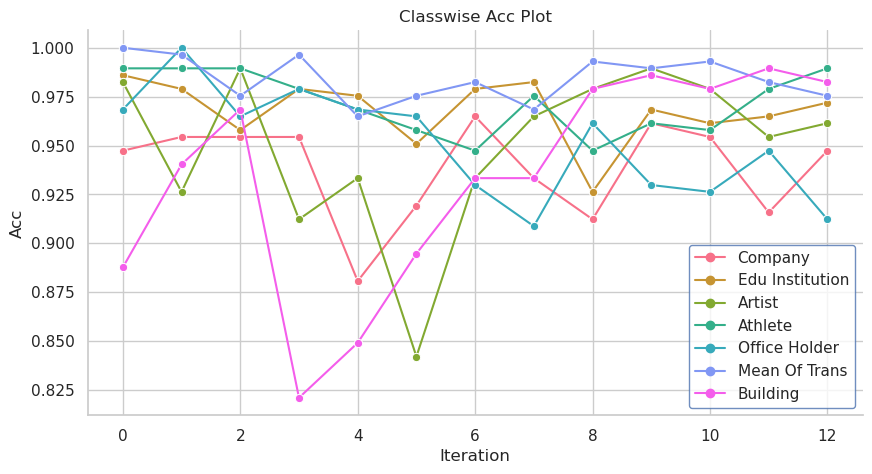 Classwise Acc Plot
1.000
0.975
0.950
0.925
0.900
0.875
0.850
0.825
Acc
0 2 4 6 8 10 12
Iteration
Company
Edu Institution
Artist
Athlete
Office Holder
Mean Of Trans
Building